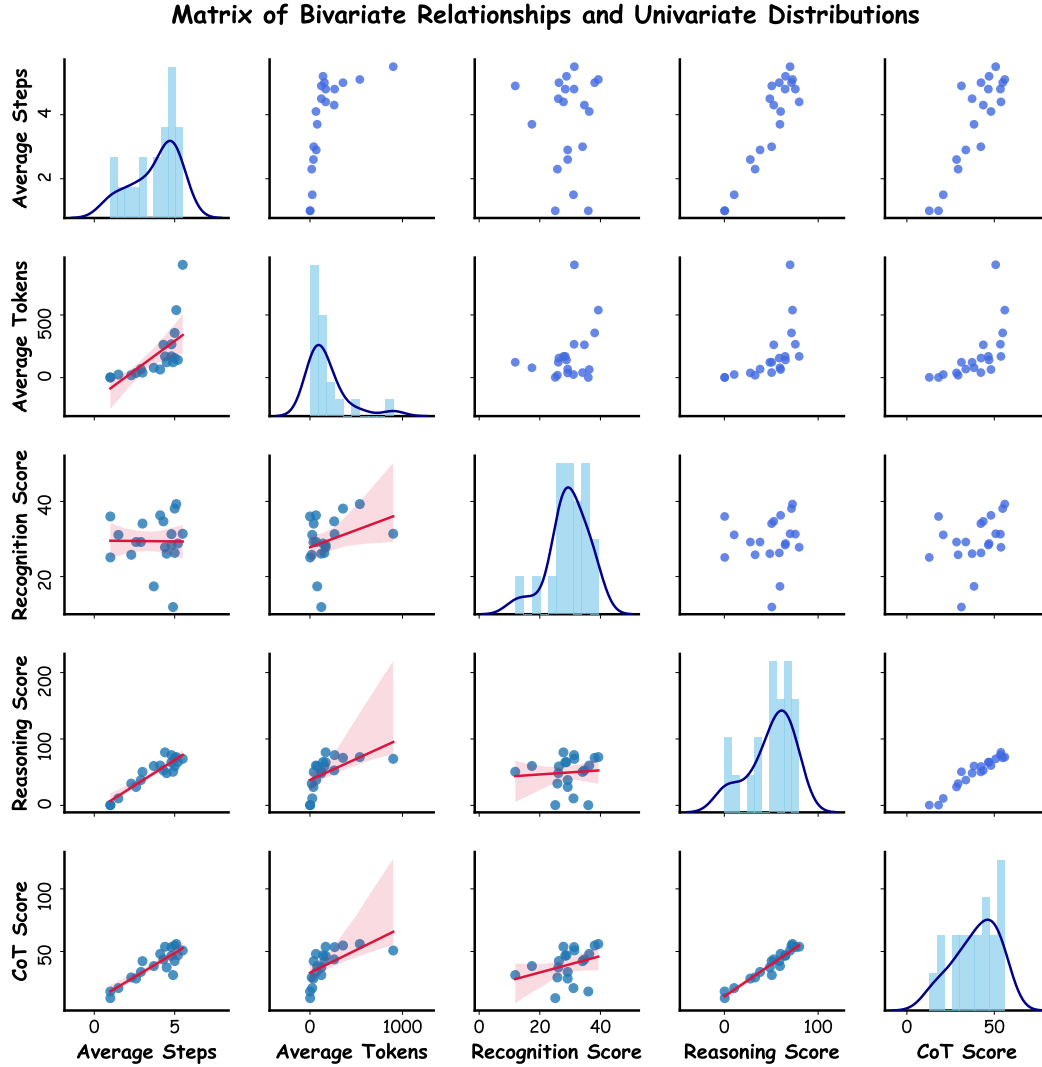 Matrix of Bivariate Relationships and Univariate Distributions
Average Steps
4
2
Average Tokens
500
0
Recognition Score
40
20
Reasoning Score
200
100
0
CoT Score
100
50
0
5
0
1000
0
20
40
0
100
0
50
Average Steps
Average Tokens
Recognition Score
Reasoning Score
CoT Score